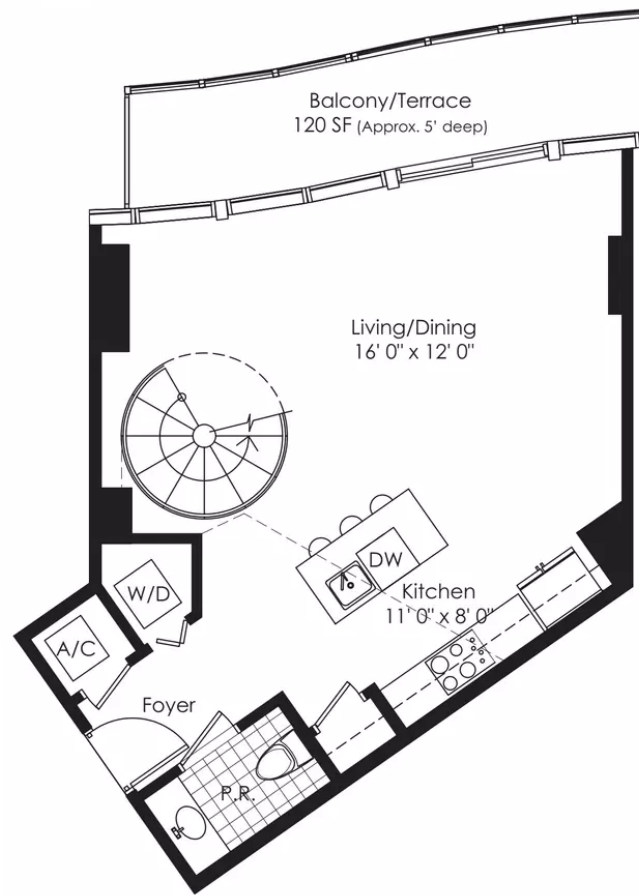 Balcony/Terrace
120 SF (Approx. 5' deep)
Living/Dining
16' 0" x 12' 0"
DW
W/D
Kitchen
11' 0" x 8' 0"
A/C
Foyer
P.R.